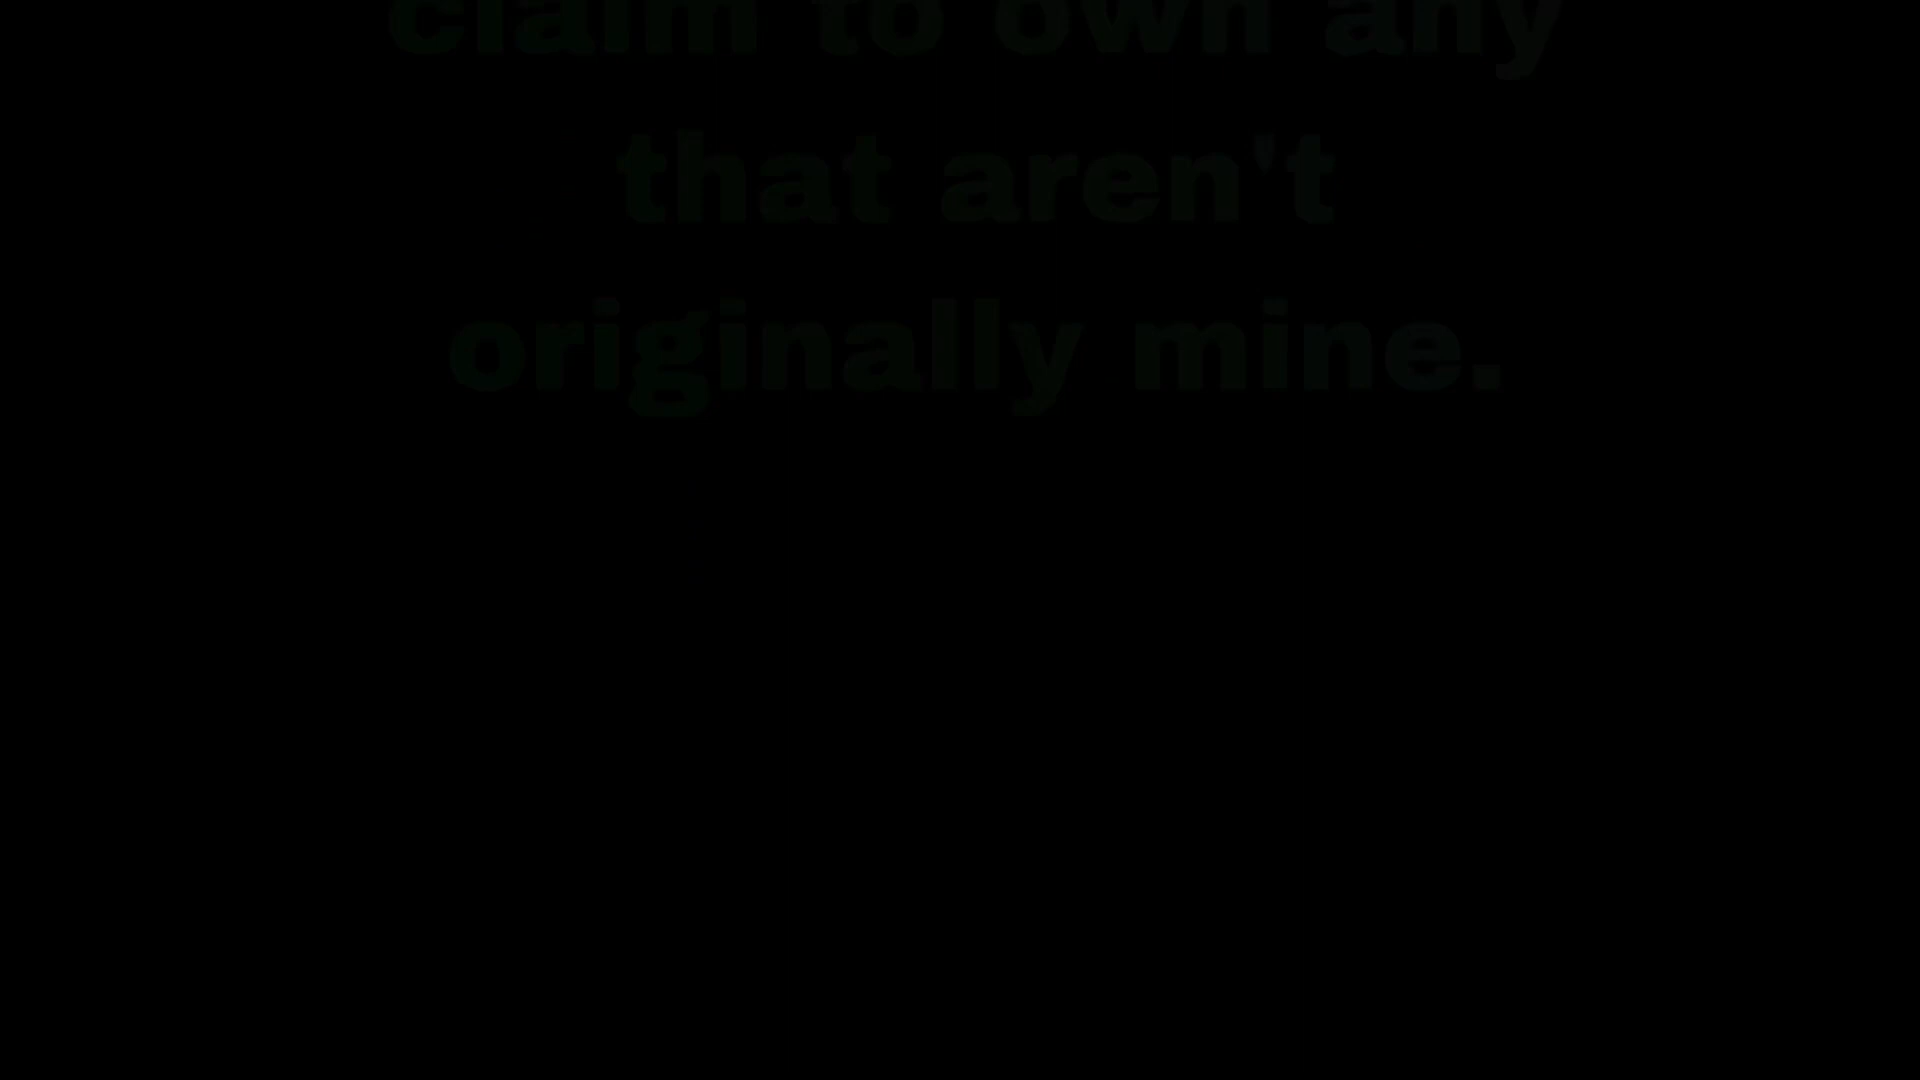 claim to own any
that aren't
originally mine.